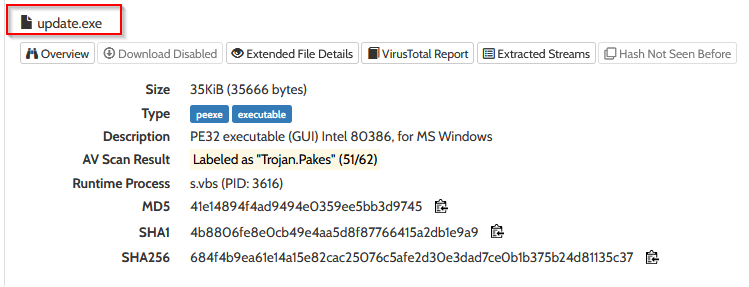 update.exe
Overview Download Disabled Extended File Details VirusTotal Report Extracted Streams Hash Not Seen Before
Size 35KiB (35666 bytes)
Type peexe executable
Description PE32 executable (GUI) Intel 80386, for MS Windows
AV Scan Result Labeled as "Trojan.Pakes" (51/62)
Runtime Process s.vbs (PID: 3616)
MD5 41e14894f4ad9494e0359ee5bb3d9745
SHA1 4b8806fe8e0cb49e4aa5d8f87766415a2db1e9a9
SHA256 684f4b9ea61e14a15e82cac25076c5afe2d30e3dad7ce0b1b375b24d81135c37